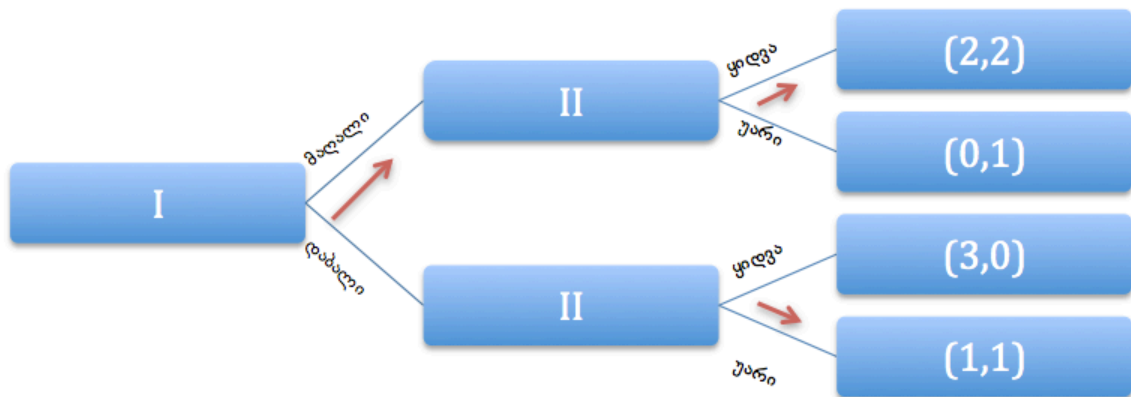 I
მაღალი
დაბალი
II
II
ყიდვა
უარი
ყიდვა
უარი
(2,2)
(0,1)
(3,0)
(1,1)